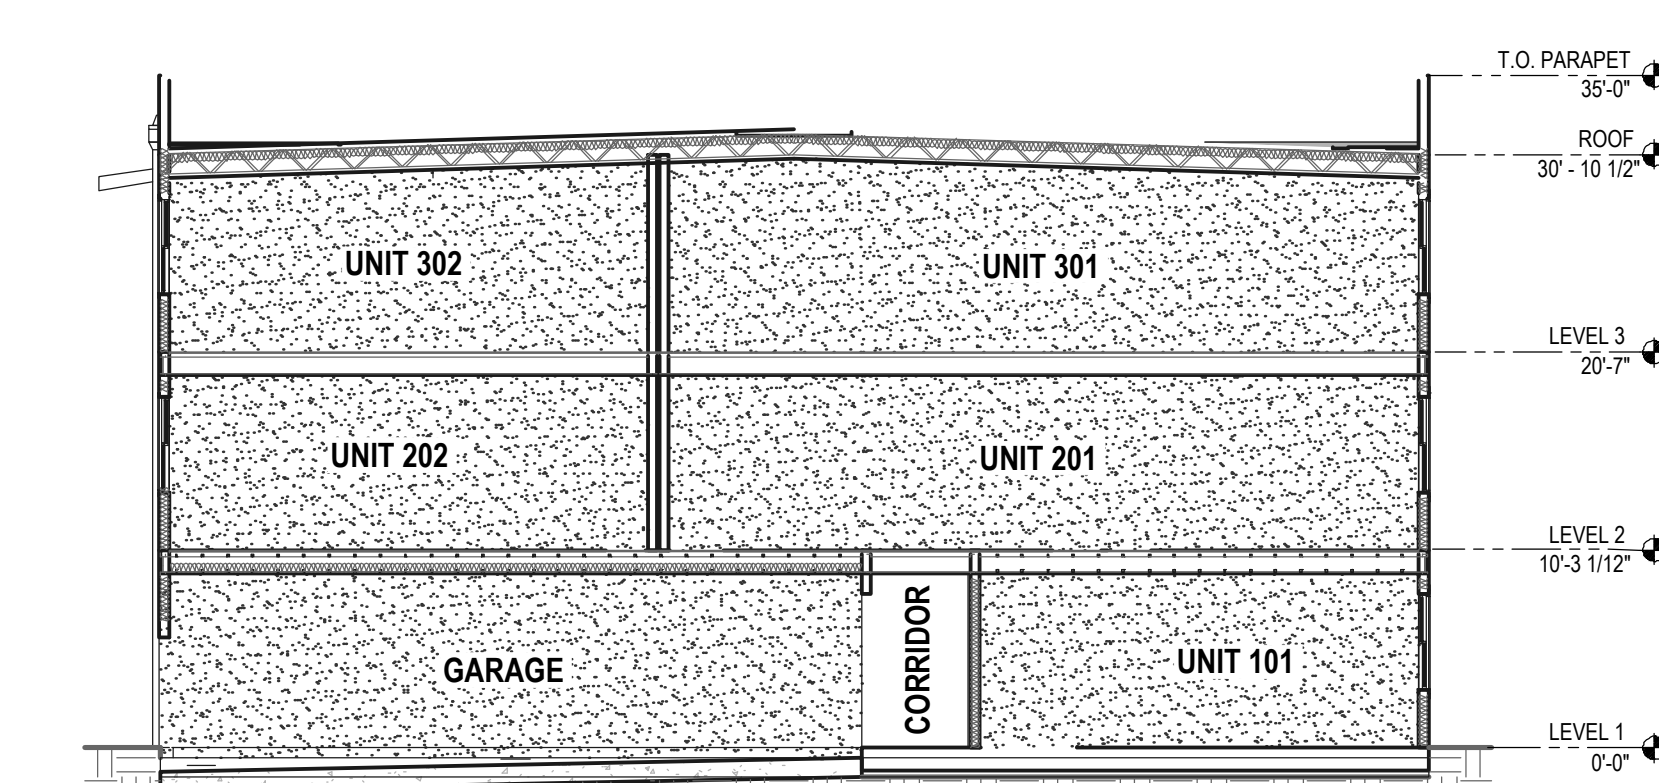 T.O. PARAPET
35'-0"
ROOF
30' - 10 1/2"
UNIT 302
UNIT 301
LEVEL 3
20'-7"
UNIT 202
UNIT 201
LEVEL 2
10'-3 1/12"
GARAGE
CORRIDOR
UNIT 101
LEVEL 1
0'-0"